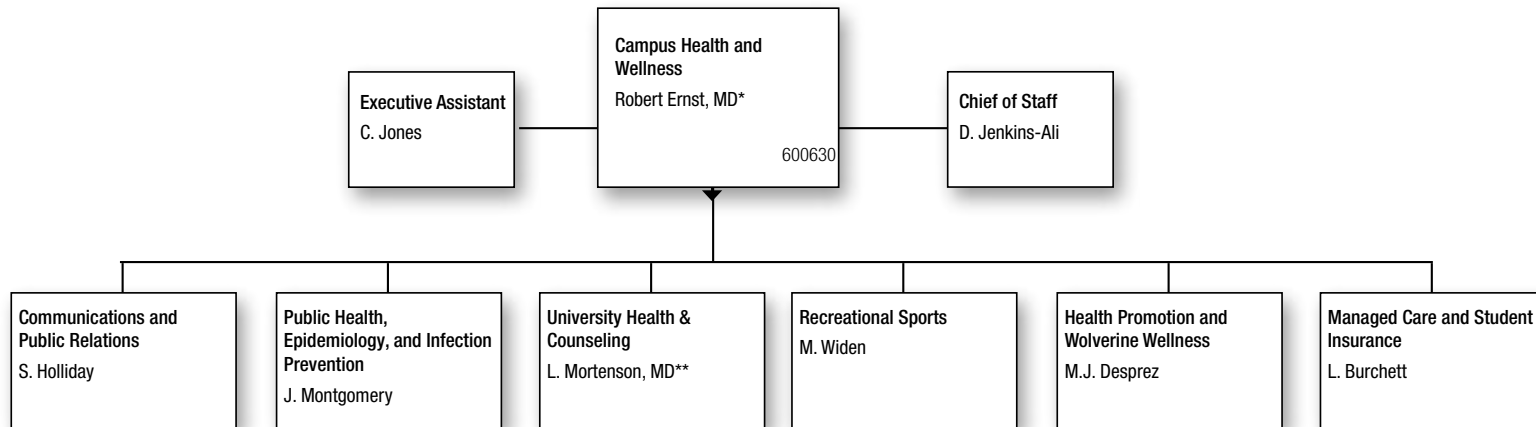 Campus Health and
Wellness
Robert Ernst, MD*
600630
Executive Assistant
C. Jones
Chief of Staff
D. Jenkins-Ali
Communications and
Public Relations
S. Holliday
Public Health,
Epidemiology, and Infection
Prevention
J. Montgomery
University Health &
Counseling
L. Mortenson, MD**
Recreational Sports
M. Widen
Health Promotion and
Wolverine Wellness
M.J. Desprez
Managed Care and Student
Insurance
L. Burchett